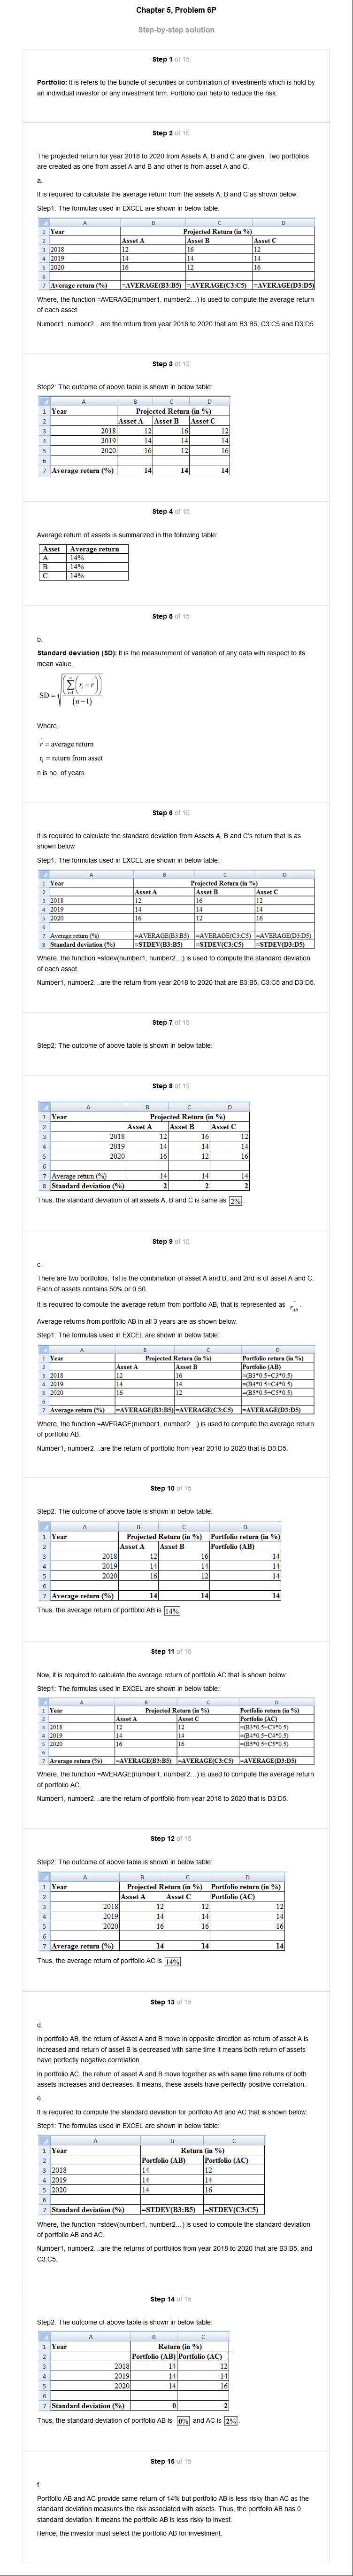 Chapter 5, Problem 6P
Step-by-step solution
Step 1 of 15
Portfolio: It is refers to the bundle of securities or combination of investments which is hold by
an individual investor or any investment firm. Portfolio can help to reduce the risk.
Step 2 of 15
The projected return for year 2018 to 2020 from Assets A, B and C are given. Two portfolios
are created as one from asset A and B and other is from asset A and C.
a.
It is required to calculate the average return from the assets A, B and C as shown below:
Step1: The formulas used in EXCEL are shown in below table:
A B C D
1 Year Projected Return (in %)
2 Asset A Asset B Asset C
3 2018 12 16 12
4 2019 14 14 14
5 2020 16 12 16
6
7 Average return (%) =AVERAGE(B3:B5) =AVERAGE(C3:C5) =AVERAGE(D3:D5)
Where, the function =AVERAGE(number1, number2...) is used to compute the average return
of each asset.
Number1, number2...are the return from year 2018 to 2020 that are B3:B5, C3:C5 and D3:D5.
Step 3 of 15
Step2: The outcome of above table is shown in below table:
A B C D
1 Year Projected Return (in %)
2 Asset A Asset B Asset C
3 2018 12 16 12
4 2019 14 14 14
5 2020 16 12 16
6
7 Average return (%) 14 14 14
Step 4 of 15
Average return of assets is summarized in the following table:
Asset Average return
A 14%
B 14%
C 14%
Step 5 of 15
b.
Standard deviation (SD): It is the measurement of variation of any data with respect to its
mean value.
SD = √((∑ᵢ₌₁ⁿ(rᵢ − r̄))/(n−1))
Where,
r̄ = average return
rᵢ = return from asset
n is no. of years
Step 6 of 15
It is required to calculate the standard deviation from Assets A, B and C's return that is as
shown below
Step1: The formulas used in EXCEL are shown in below table:
A B C D
1 Year Projected Return (in %)
2 Asset A Asset B Asset C
3 2018 12 16 12
4 2019 14 14 14
5 2020 16 12 16
6
7 Average return (%) =AVERAGE(B3:B5) =AVERAGE(C3:C5) =AVERAGE(D3:D5)
8 Standard deviation (%) =STDEV(B3:B5) =STDEV(C3:C5) =STDEV(D3:D5)
Where, the function =stdev(number1, number2...) is used to compute the standard deviation
of each asset.
Number1, number2...are the return from year 2018 to 2020 that are B3:B5, C3:C5 and D3:D5.
Step 7 of 15
Step2: The outcome of above table is shown in below table:
Step 8 of 15
A B C D
1 Year Projected Return (in %)
2 Asset A Asset B Asset C
3 2018 12 16 12
4 2019 14 14 14
5 2020 16 12 16
6
7 Average return (%) 14 14 14
8 Standard deviation (%) 2 2 2
Thus, the standard deviation of all assets A, B and C is same as 2%.
Step 9 of 15
c.
There are two portfolios, 1st is the combination of asset A and B, and 2nd is of asset A and C.
Each of assets contains 50% or 0.50.
It is required to compute the average return from portfolio AB, that is represented as r̄AB.
Average returns from portfolio AB in all 3 years are as shown below.
Step1: The formulas used in EXCEL are shown in below table:
A B C D
1 Year Projected Return (in %) Portfolio return (in %)
2 Asset A Asset B Portfolio (AB)
3 2018 12 16 =(B3*0.5+C3*0.5)
4 2019 14 14 =(B4*0.5+C4*0.5)
5 2020 16 12 =(B5*0.5+C5*0.5)
6
7 Average return (%) =AVERAGE(B3:B5) =AVERAGE(C3:C5) =AVERAGE(D3:D5)
Where, the function =AVERAGE(number1, number2...) is used to compute the average return
of portfolio AB.
Number1, number2...are the return of portfolio from year 2018 to 2020 that is D3:D5.
Step 10 of 15
Step2: The outcome of above table is shown in below table:
A B C D
1 Year Projected Return (in %) Portfolio return (in %)
2 Asset A Asset B Portfolio (AB)
3 2018 12 16 14
4 2019 14 14 14
5 2020 16 12 14
6
7 Average return (%) 14 14 14
Thus, the average return of portfolio AB is 14%
Step 11 of 15
Now, it is required to calculate the average return of portfolio AC that is shown below:
Step1: The formulas used in EXCEL are shown in below table:
A B C D
1 Year Projected Return (in %) Portfolio return (in %)
2 Asset A Asset C Portfolio (AC)
3 2018 12 12 =(B3*0.5+C3*0.5)
4 2019 14 14 =(B4*0.5+C4*0.5)
5 2020 16 16 =(B5*0.5+C5*0.5)
6
7 Average return (%) =AVERAGE(B3:B5) =AVERAGE(C3:C5) =AVERAGE(D3:D5)
Where, the function =AVERAGE(number1, number2...) is used to compute the average return
of portfolio AC.
Number1, number2...are the return of portfolio from year 2018 to 2020 that is D3:D5.
Step 12 of 15
Step2: The outcome of above table is shown in below table:
A B C D
1 Year Projected Return (in %) Portfolio return (in %)
2 Asset A Asset C Portfolio (AC)
3 2018 12 12 12
4 2019 14 14 14
5 2020 16 16 16
6
7 Average return (%) 14 14 14
Thus, the average return of portfolio AC is 14%
Step 13 of 15
d.
In portfolio AB, the return of Asset A and B move in opposite direction as return of asset A is
increased and return of asset B is decreased with same time It means both return of assets
have perfectly negative correlation.
In portfolio AC, the return of asset A and B move together as with same time returns of both
assets increases and decreases. It means, these assets have perfectly positive correlation.
e.
It is required to compute the standard deviation for portfolio AB and AC that is shown below:
Step1: The formulas used in EXCEL are shown in below table:
A B C
1 Year Return (in %)
2 Portfolio (AB) Portfolio (AC)
3 2018 14 12
4 2019 14 14
5 2020 14 16
6
7 Standard deviation (%) =STDEV(B3:B5) =STDEV(C3:C5)
Where, the function =stdev(number1, number2...) is used to compute the standard deviation
of portfolio AB and AC.
Number1, number2...are the returns of portfolios from year 2018 to 2020 that are B3:B5, and
C3:C5.
Step 14 of 15
Step2: The outcome of above table is shown in below table:
A B C
1 Year Return (in %)
2 Portfolio (AB) Portfolio (AC)
3 2018 14 12
4 2019 14 14
5 2020 14 16
6
7 Standard deviation (%) 0 2
Thus, the standard deviation of portfolio AB is 0% and AC is 2%.
Step 15 of 15
f.
Portfolio AB and AC provide same return of 14% but portfolio AB is less risky than AC as the
standard deviation measures the risk associated with assets. Thus, the portfolio AB has 0
standard deviation. It means the portfolio AB is less risky to invest.
Hence, the investor must select the portfolio AB for investment.